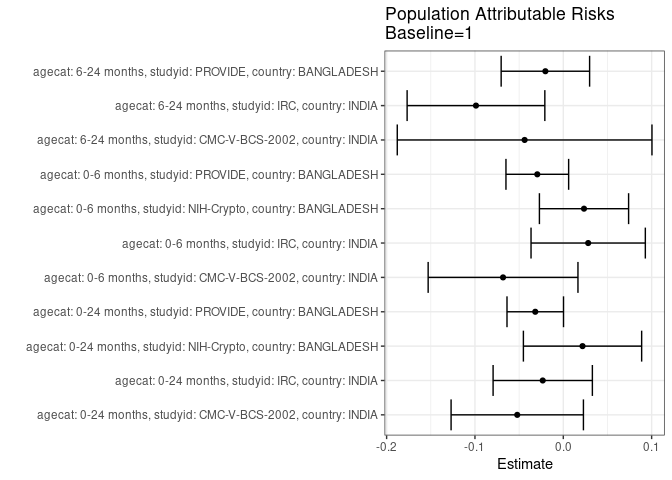 Population Attributable Risks
Baseline=1
agecat: 6-24 months, studyid: PROVIDE, country: BANGLADESH
agecat: 6-24 months, studyid: IRC, country: INDIA
agecat: 6-24 months, studyid: CMC-V-BCS-2002, country: INDIA
agecat: 0-6 months, studyid: PROVIDE, country: BANGLADESH
agecat: 0-6 months, studyid: NIH-Crypto, country: BANGLADESH
agecat: 0-6 months, studyid: IRC, country: INDIA
agecat: 0-6 months, studyid: CMC-V-BCS-2002, country: INDIA
agecat: 0-24 months, studyid: PROVIDE, country: BANGLADESH
agecat: 0-24 months, studyid: NIH-Crypto, country: BANGLADESH
agecat: 0-24 months, studyid: IRC, country: INDIA
agecat: 0-24 months, studyid: CMC-V-BCS-2002, country: INDIA
-0.2 -0.1 0.0 0.1
Estimate